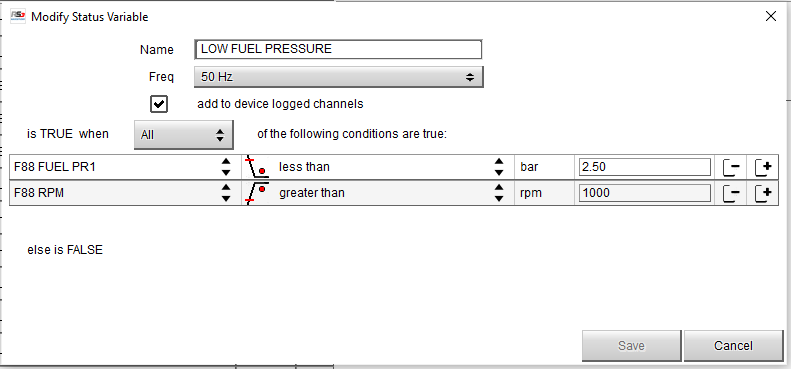 RS3 Modify Status Variable
Name LOW FUEL PRESSURE
Freq 50 Hz
add to device logged channels
is TRUE when All of the following conditions are true:
F88 FUEL PR1 less than bar 2.50
F88 RPM greater than rpm 1000
else is FALSE
Save Cancel